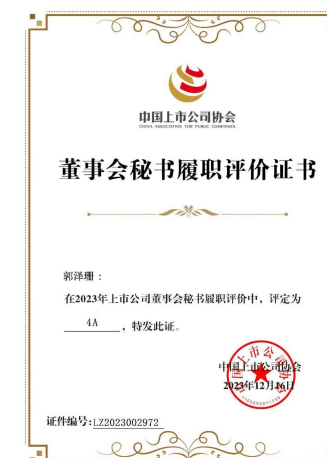 中国上市公司协会
CHINA ASSOCIATION FOR PUBLIC COMPANIES
董事会秘书履职评价证书
郭泽珊：
在2023年上市公司董事会秘书履职评价中，评定为
4A，特发此证。
中国上市公司协会
2023年12月16日
证件编号:LZ2023002972